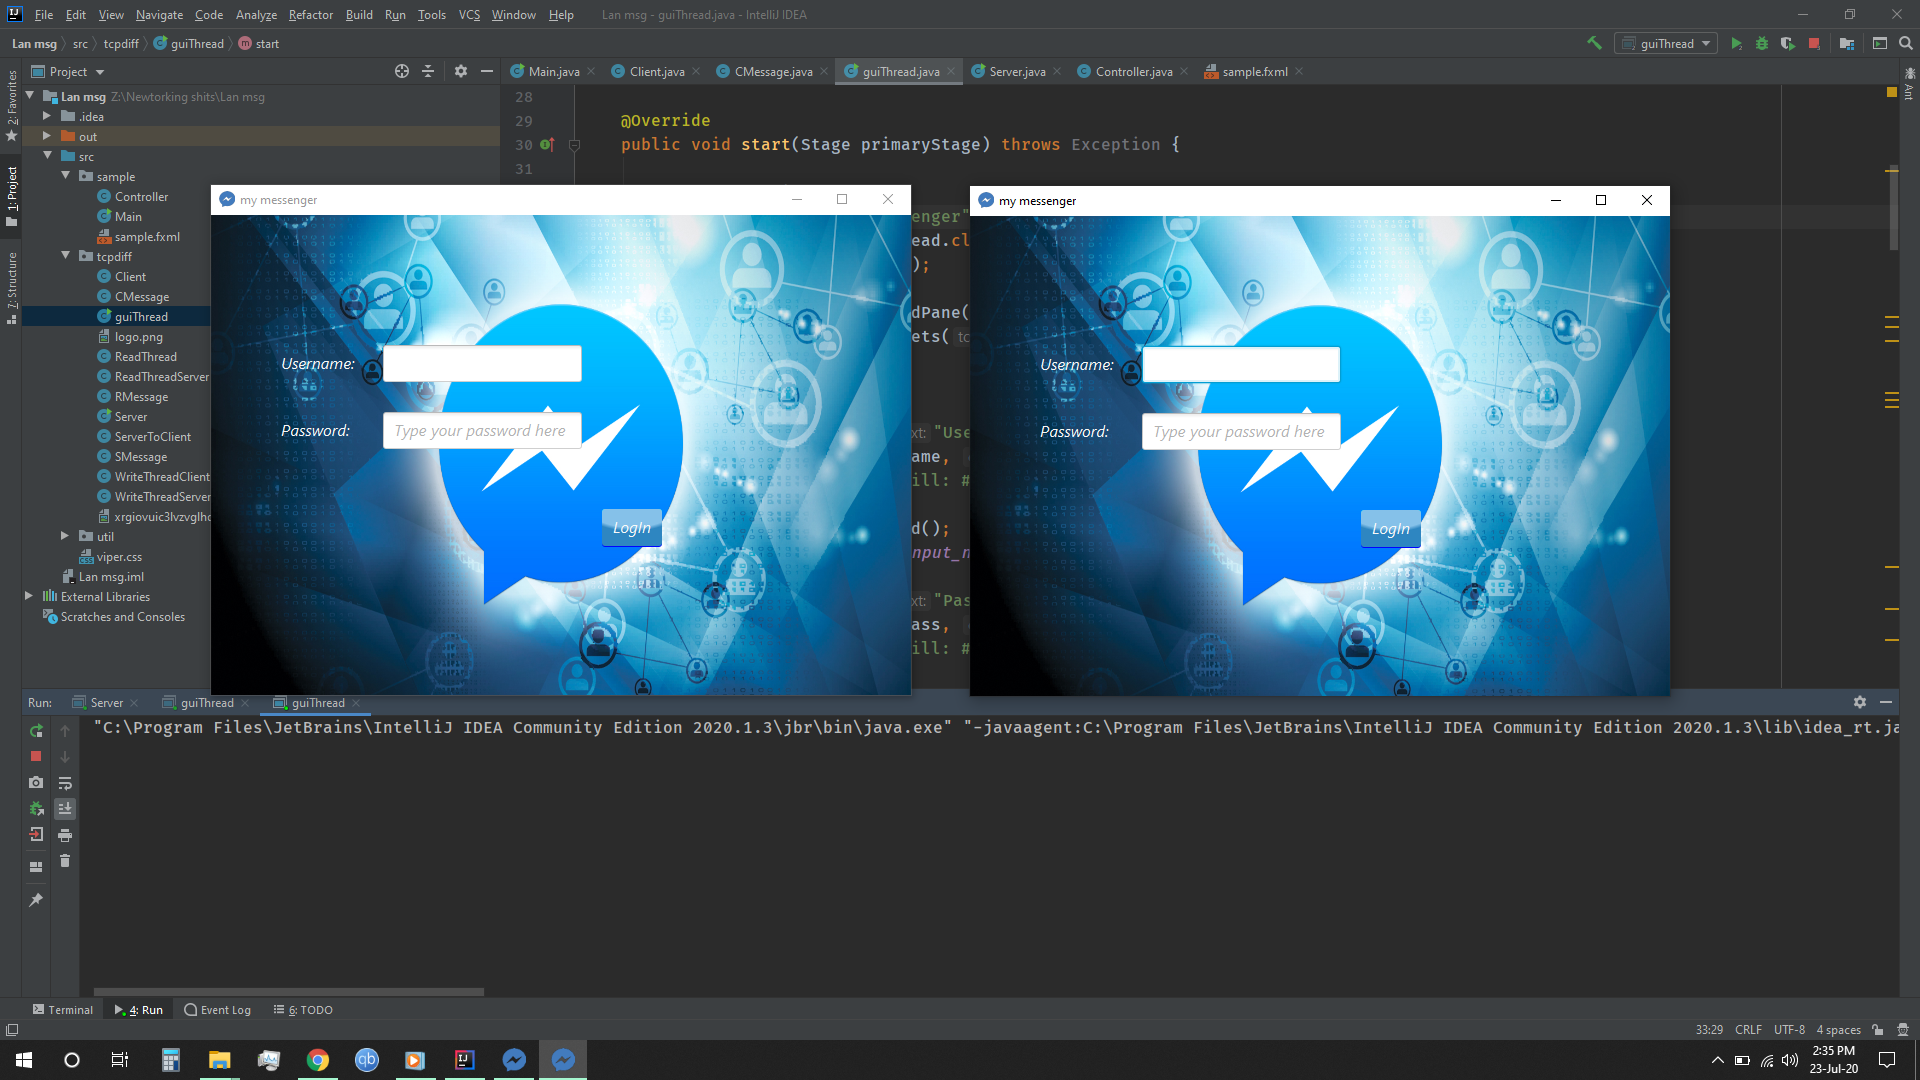 File Edit View Navigate Code Analyze Refactor Build Run Tools VCS Window Help Lan msg - guiThread.java - IntelliJ IDEA
Lan msg src tcpdiff guiThread start guiThread
Project
Main.java Client.java CMessage.java guiThread.java Server.java Controller.java sample.fxml
2: Favorites
1: Project
7: Structure
Ant
Lan msg Z:\Newtorking shits\Lan msg
.idea
out
src
sample
Controller
Main
sample.fxml
tcpdiff
Client
CMessage
guiThread
logo.png
ReadThread
ReadThreadServer
RMessage
Server
ServerToClient
SMessage
WriteThreadClient
WriteThreadServer
xrgiovuic3lvzvglhc
util
viper.css
Lan msg.iml
External Libraries
Scratches and Consoles
28
29 @Override
30 public void start(Stage primaryStage) throws Exception {
31
enger"
ead.cl
);
dPane(
ets(
xt: "Use
ame,
ill: #
d();
nput_n
xt: "Pas
ass,
ill: #
my messenger
Username:
Password: Type your password here
LogIn
my messenger
Username:
Password: Type your password here
LogIn
Run: Server guiThread guiThread
"C:\Program Files\JetBrains\IntelliJ IDEA Community Edition 2020.1.3\jbr\bin\java.exe" "-javaagent:C:\Program Files\JetBrains\IntelliJ IDEA Community Edition 2020.1.3\lib\idea_rt.ja
Terminal 4: Run Event Log 6: TODO
33:29 CRLF UTF-8 4 spaces
qb
2:35 PM
23-Jul-20